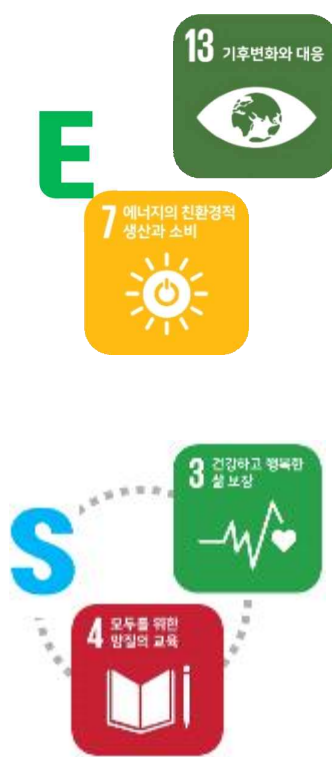 13 기후변화와 대응
E
7 에너지의 친환경적
생산과 소비
3 건강하고 행복한
삶 보장
S
4 모두를 위한
양질의 교육